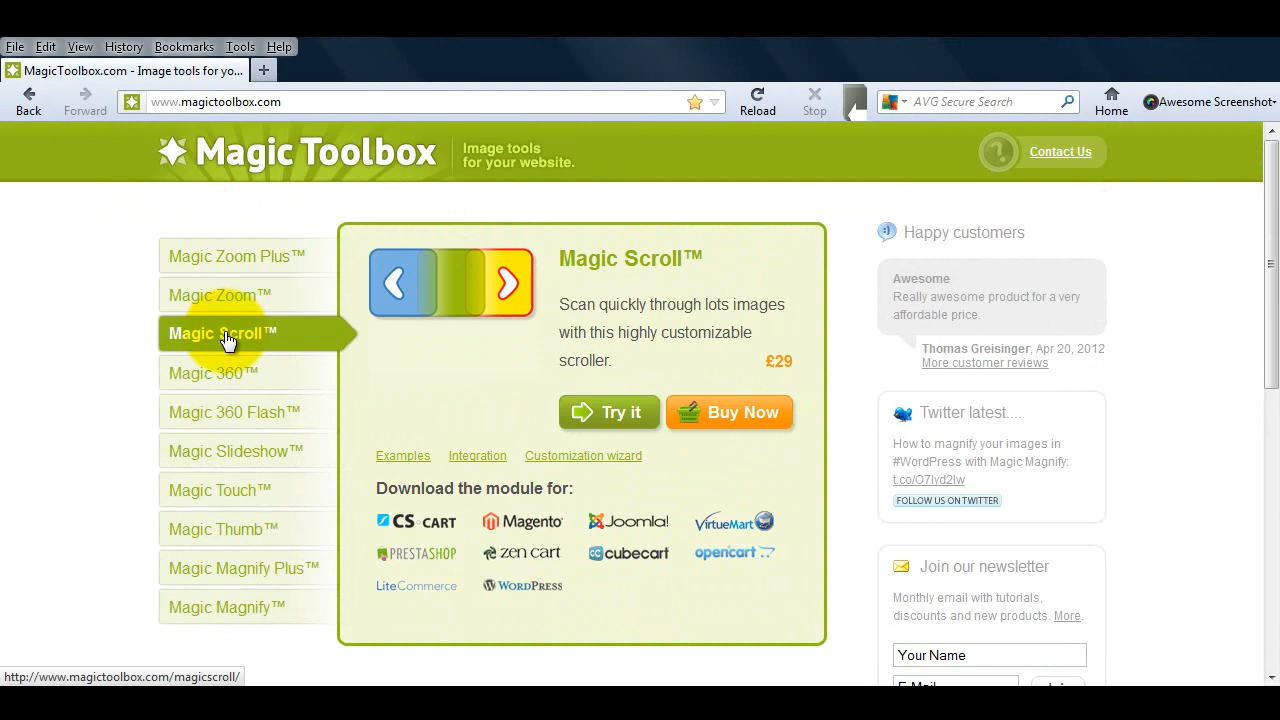 File Edit View History Bookmarks Tools Help
MagicToolbox.com - Image tools for yo...
Back Forward www.magictoolbox.com Reload Stop AVG Secure Search Home Awesome Screenshot
Magic Toolbox
Image tools
for your website.
Contact Us
Magic Zoom Plus™
Magic Zoom™
Magic Scroll™
Magic 360™
Magic 360 Flash™
Magic Slideshow™
Magic Touch™
Magic Thumb™
Magic Magnify Plus™
Magic Magnify™
Magic Scroll™
Scan quickly through lots images
with this highly customizable
scroller.
£29
Try it
Buy Now
Examples Integration Customization wizard
Download the module for:
CS CART Magento Joomla! VirtueMart
PRESTASHOP zen cart cubecart opencart
LiteCommerce WORDPRESS
Happy customers
Awesome
Really awesome product for a very
affordable price.
Thomas Greisinger, Apr 20, 2012
More customer reviews
Twitter latest....
How to magnify your images in
#WordPress with Magic Magnify:
t.co/O7lyd2lw
FOLLOW US ON TWITTER
Join our newsletter
Monthly email with tutorials,
discounts and new products. More.
Your Name
E-Mail
http://www.magictoolbox.com/magicscroll/